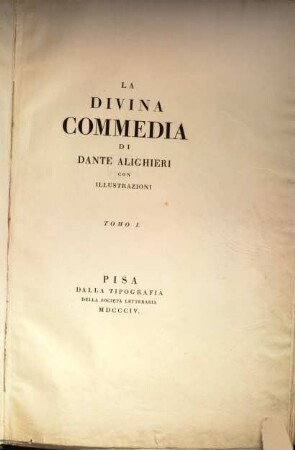 LA
DIVINA
COMMEDIA
DI
DANTE ALIGHIERI
CON
ILLUSTRAZIONI
TOMO I.
PISA
DALLA TIPOGRAFIA
DELLA SOCIETÀ LETTERARIA
MDCCCIV.